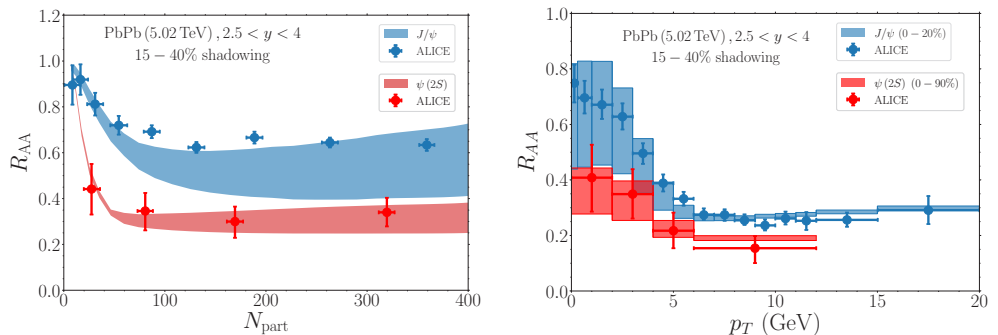 PbPb (5.02 TeV) , 2.5 < y < 4
15 − 40% shadowing
J/ψ
ALICE
ψ (2S)
ALICE
R_AA
1.2
1.0
0.8
0.6
0.4
0.2
0.0
0 100 200 300 400
N_part
PbPb (5.02 TeV) , 2.5 < y < 4
15 − 40% shadowing
J/ψ (0 − 20%)
ALICE
ψ (2S) (0 − 90%)
ALICE
R_AA
1.0
0.8
0.6
0.4
0.2
0.0
0 5 10 15 20
p_T (GeV)